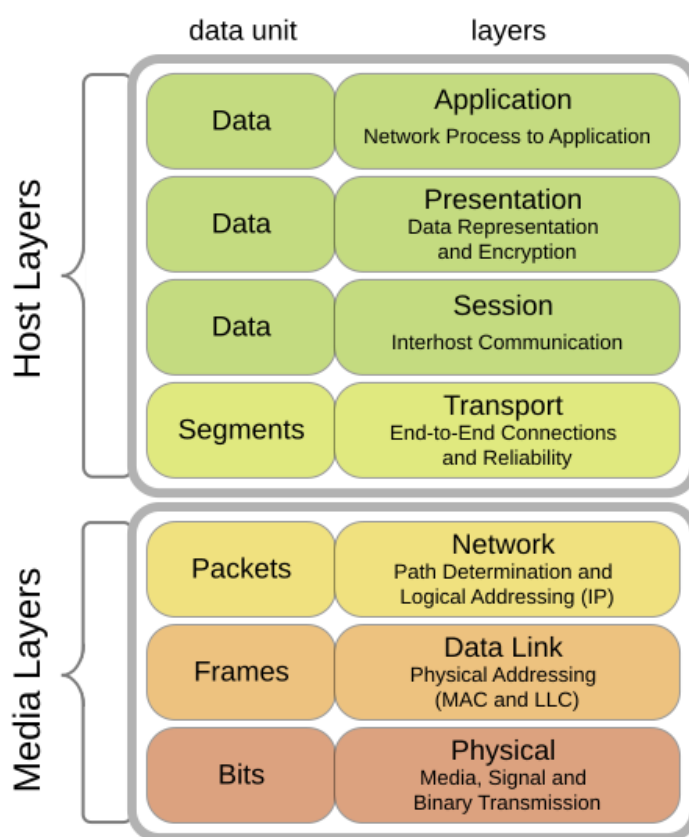 data unit layers
Host Layers
Data
Application
Network Process to Application
Data
Presentation
Data Representation
and Encryption
Data
Session
Interhost Communication
Segments
Transport
End-to-End Connections
and Reliability
Media Layers
Packets
Network
Path Determination and
Logical Addressing (IP)
Frames
Data Link
Physical Addressing
(MAC and LLC)
Bits
Physical
Media, Signal and
Binary Transmission